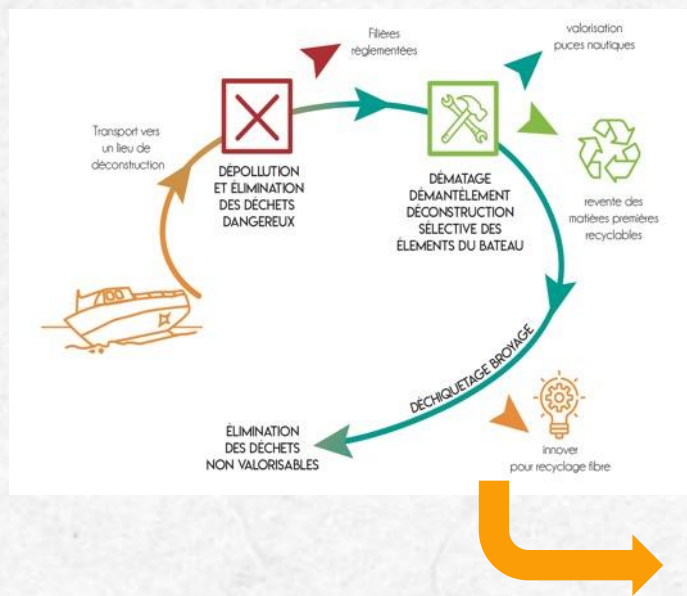 Filières
règlementées
valorisation
puces nautiques
Transport vers
un lieu de
déconstruction
DÉPOLLUTION
ET ÉLIMINATION
DES DÉCHETS
DANGEREUX
DÉMATAGE
DÉMANTÈLEMENT
DÉCONSTRUCTION
SÉLECTIVE DES
ÉLEMENTS DU BATEAU
revente des
matières premières
recyclables
DÉCHIQUETAGE BROYAGE
innover
pour recyclage fibre
ÉLIMINATION
DES DÉCHETS
NON VALORISABLES